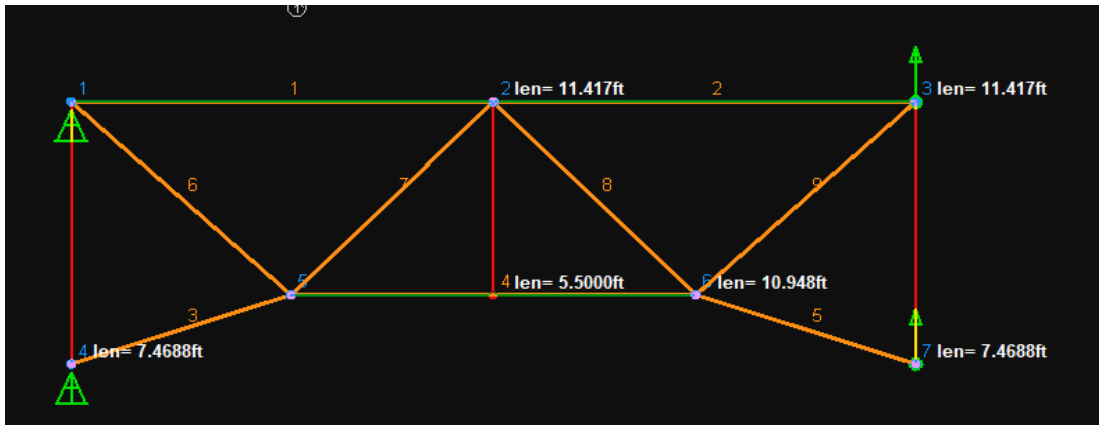 1
1 1 2 len= 11.417ft 2 3 len= 11.417ft
6 7 8 9
5 4 len= 5.5000ft 6 len= 10.948ft
3 5
4 len= 7.4688ft 7 len= 7.4688ft